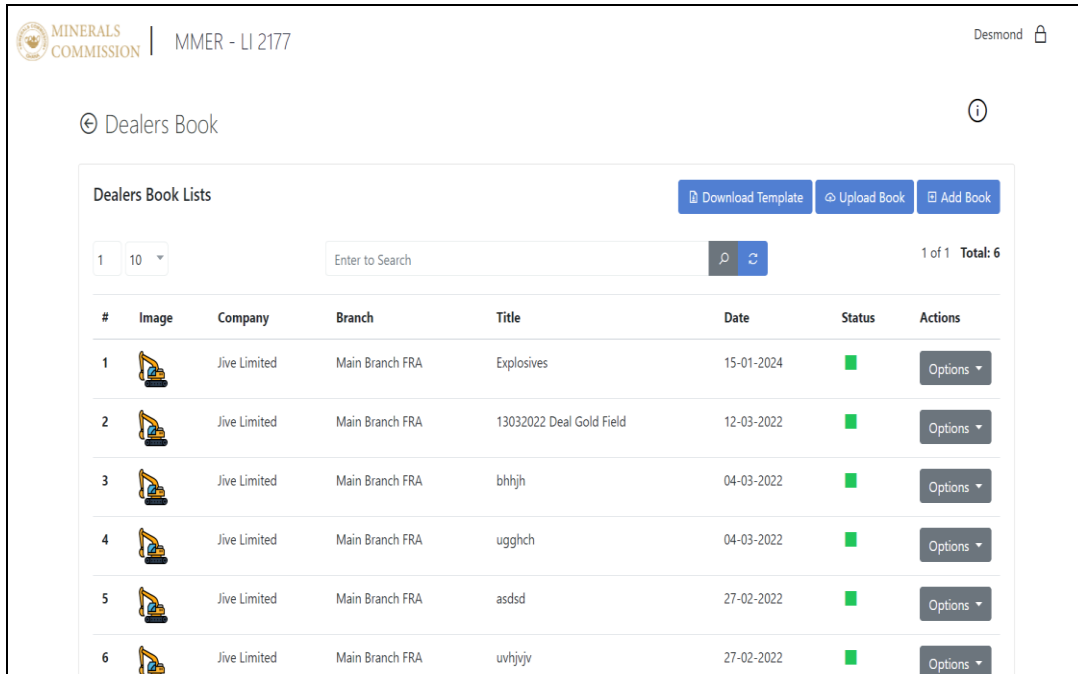 MINERALS
COMMISSION
MMER - LI 2177
Desmond
Dealers Book
Dealers Book Lists
Download Template
Upload Book
Add Book
1
10
Enter to Search
1 of 1 Total: 6
# Image Company Branch Title Date Status Actions
1 Jive Limited Main Branch FRA Explosives 15-01-2024 Options
2 Jive Limited Main Branch FRA 13032022 Deal Gold Field 12-03-2022 Options
3 Jive Limited Main Branch FRA bhhjh 04-03-2022 Options
4 Jive Limited Main Branch FRA ugghch 04-03-2022 Options
5 Jive Limited Main Branch FRA asdsd 27-02-2022 Options
6 Jive Limited Main Branch FRA uvhjvjv 27-02-2022 Options